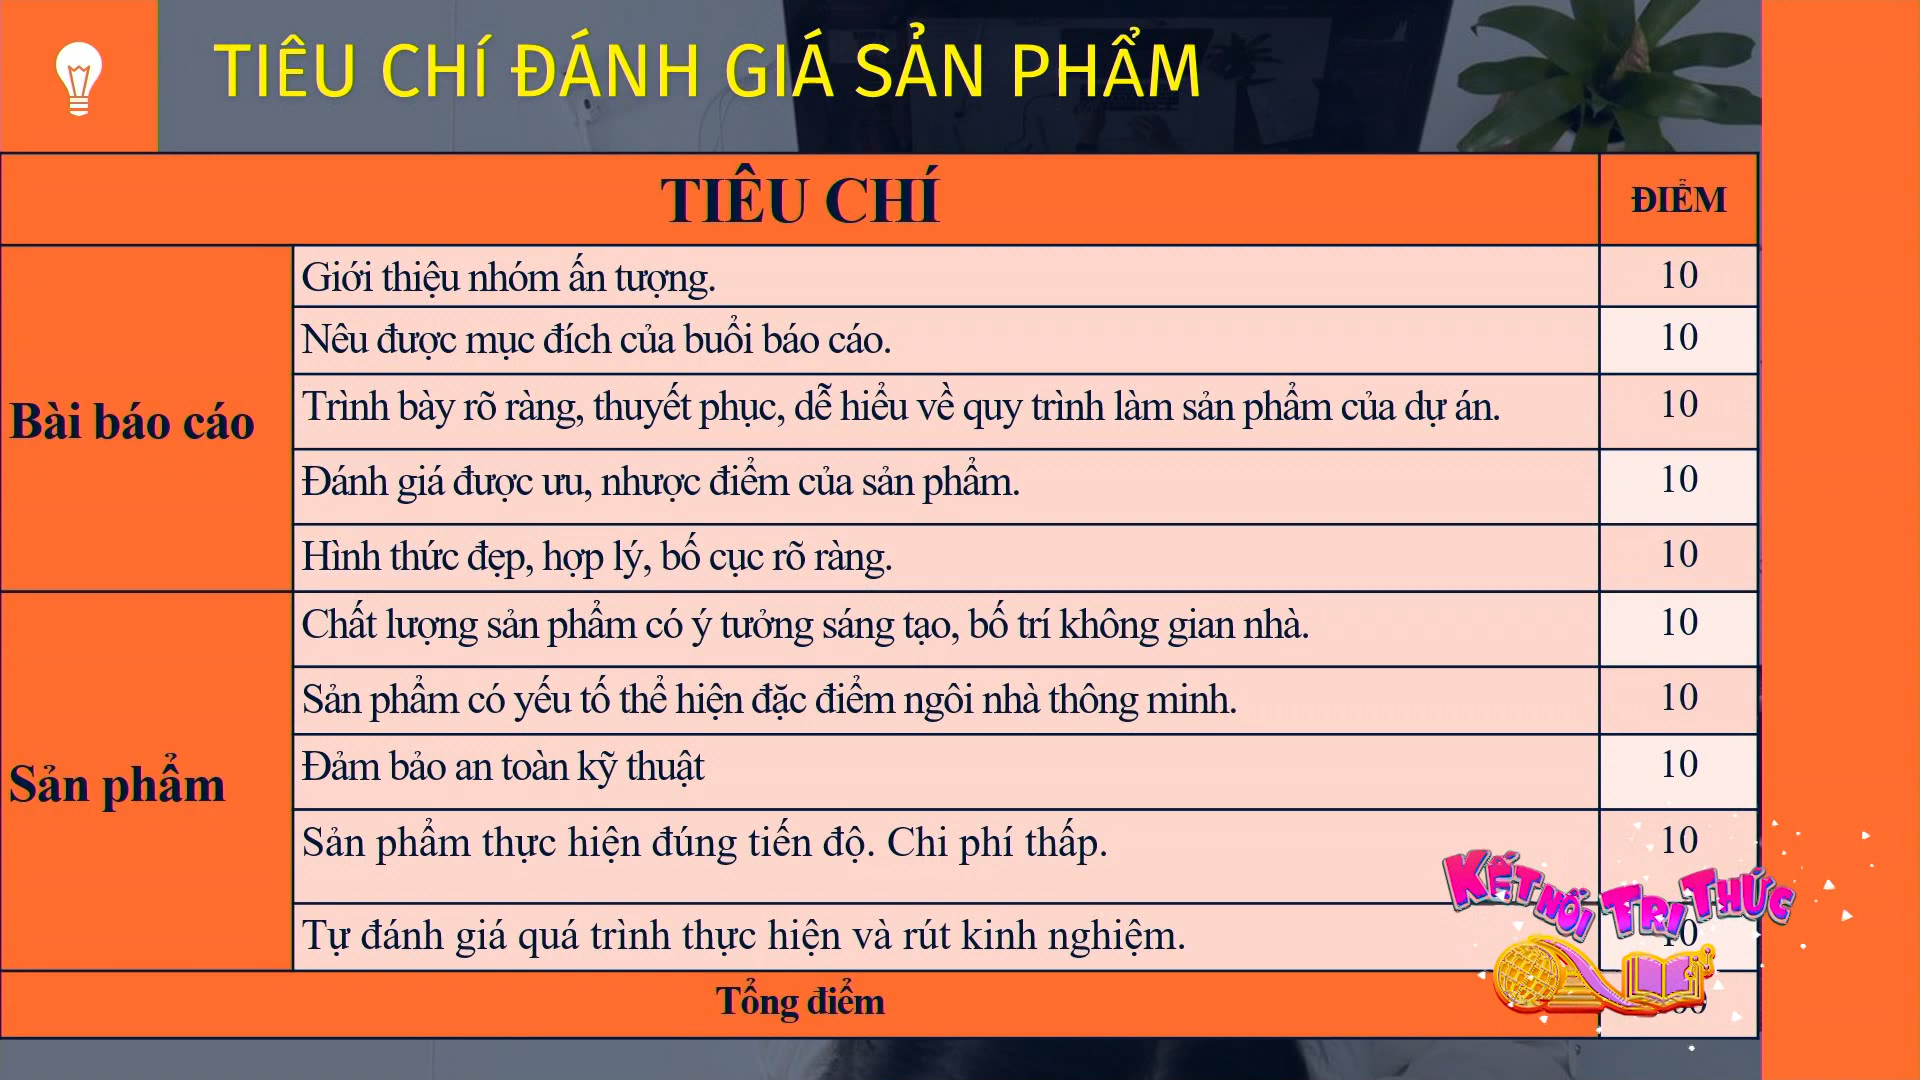 TIÊU CHÍ ĐÁNH GIÁ SẢN PHẨM
TIÊU CHÍ
ĐIỂM
Bài báo cáo
Giới thiệu nhóm ấn tượng.
10
Nêu được mục đích của buổi báo cáo.
10
Trình bày rõ ràng, thuyết phục, dễ hiểu về quy trình làm sản phẩm của dự án.
10
Đánh giá được ưu, nhược điểm của sản phẩm.
10
Hình thức đẹp, hợp lý, bố cục rõ ràng.
10
Sản phẩm
Chất lượng sản phẩm có ý tưởng sáng tạo, bố trí không gian nhà.
10
Sản phẩm có yếu tố thể hiện đặc điểm ngôi nhà thông minh.
10
Đảm bảo an toàn kỹ thuật
10
Sản phẩm thực hiện đúng tiến độ. Chi phí thấp.
10
Tự đánh giá quá trình thực hiện và rút kinh nghiệm.
10
Tổng điểm
KẾT NỐI TRI THỨC